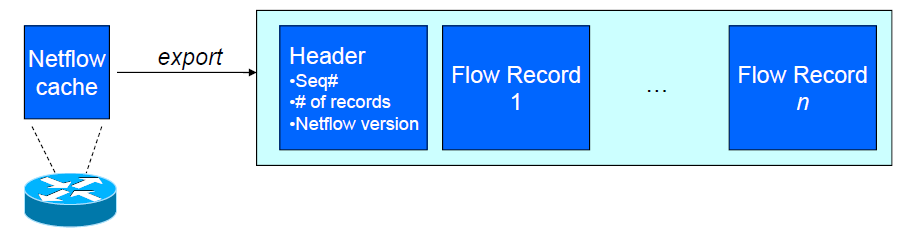 Netflow
cache
export
Header
•Seq#
•# of records
•Netflow version
Flow Record
1
...
Flow Record
n